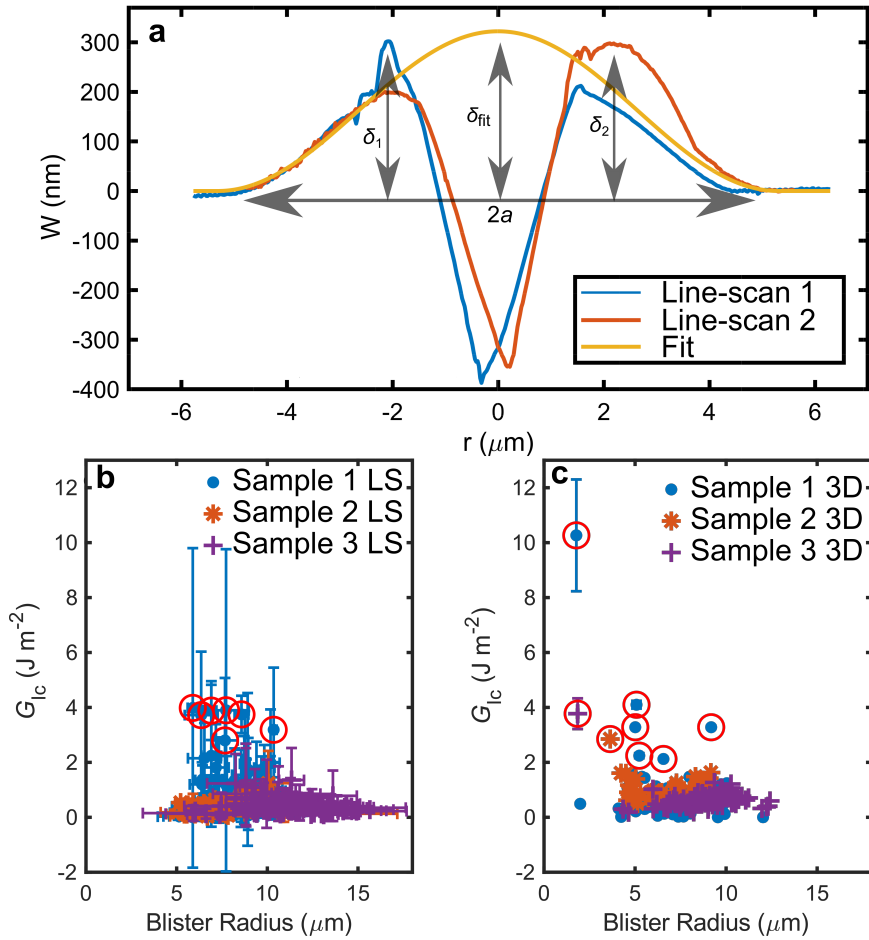 a
300
200
100
0
-100
-200
-300
-400
W (nm)
δ1
δfit
δ2
2a
Line-scan 1
Line-scan 2
Fit
-6 -4 -2 0 2 4 6
r (μm)
b
Sample 1 LS
Sample 2 LS
Sample 3 LS
12
10
8
6
4
2
0
-2
GIc (J m-2)
0 5 10 15
Blister Radius (μm)
c
Sample 1 3D
Sample 2 3D
Sample 3 3D
12
10
8
6
4
2
0
-2
GIc (J m-2)
0 5 10 15
Blister Radius (μm)